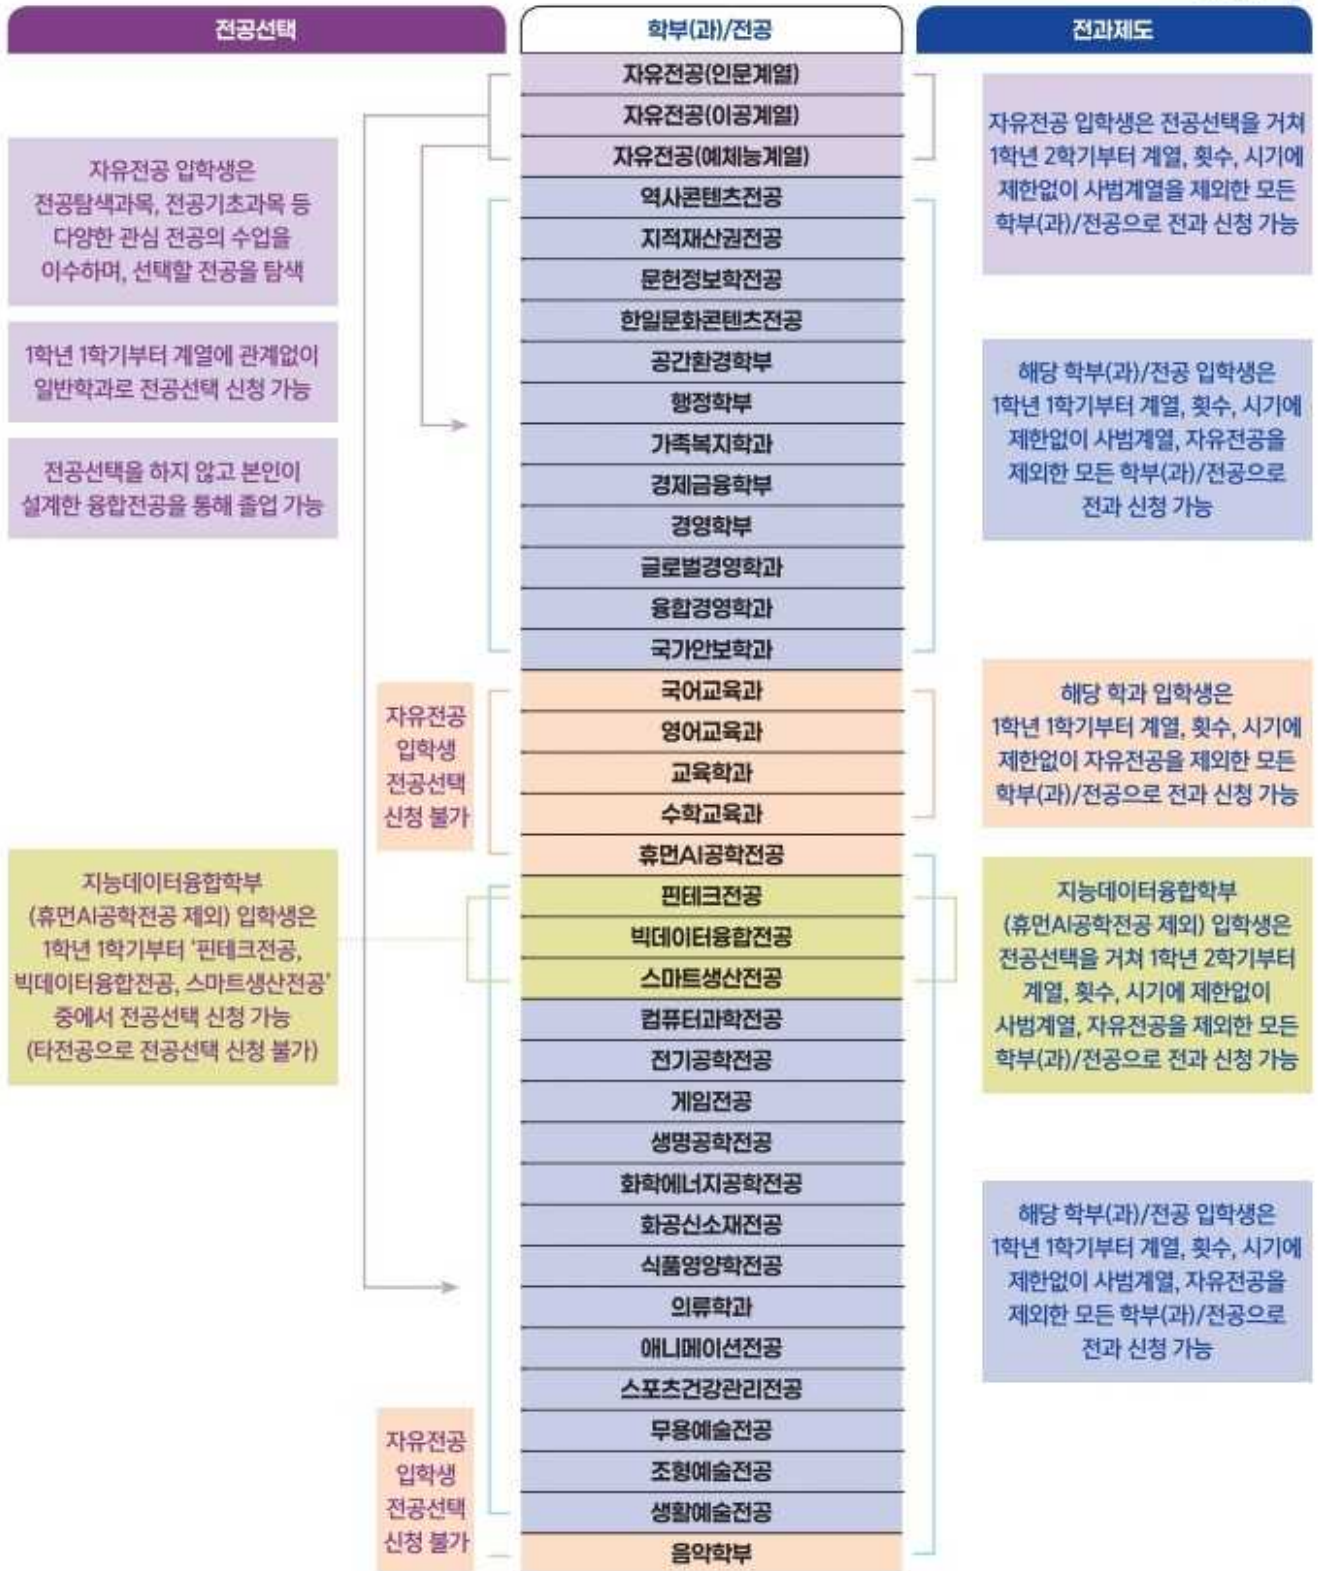 전공선택
자유전공 입학생은
전공탐색과목, 전공기초과목 등
다양한 관심 전공의 수업을
이수하며, 선택할 전공을 탐색
1학년 1학기부터 계열에 관계없이
일반학과로 전공선택 신청 가능
전공선택을 하지 않고 본인이
설계한 융합전공을 통해 졸업 가능
자유전공
입학생
전공선택
신청 불가
지능데이터융합학부
(휴먼AI공학전공 제외) 입학생은
1학년 1학기부터 '핀테크전공,
빅데이터융합전공, 스마트생산전공'
중에서 전공선택 신청 가능
(타전공으로 전공선택 신청 불가)
자유전공
입학생
전공선택
신청 불가
학부(과)/전공
자유전공(인문계열)
자유전공(이공계열)
자유전공(예체능계열)
역사콘텐츠전공
지적재산권전공
문헌정보학전공
한일문화콘텐츠전공
공간환경학부
행정학부
가족복지학과
경제금융학부
경영학부
글로벌경영학과
융합경영학과
국가안보학과
국어교육과
영어교육과
교육학과
수학교육과
휴먼AI공학전공
핀테크전공
빅데이터융합전공
스마트생산전공
컴퓨터과학전공
전기공학전공
게임전공
생명공학전공
화학에너지공학전공
화공신소재전공
식품영양학전공
의류학과
애니메이션전공
스포츠건강관리전공
무용예술전공
조형예술전공
생활예술전공
음악학부
전과제도
자유전공 입학생은 전공선택을 거쳐
1학년 2학기부터 계열, 횟수, 시기에
제한없이 사범계열을 제외한 모든
학부(과)/전공으로 전과 신청 가능
해당 학부(과)/전공 입학생은
1학년 1학기부터 계열, 횟수, 시기에
제한없이 사범계열, 자유전공을
제외한 모든 학부(과)/전공으로
전과 신청 가능
해당 학과 입학생은
1학년 1학기부터 계열, 횟수, 시기에
제한없이 자유전공을 제외한 모든
학부(과)/전공으로 전과 신청 가능
지능데이터융합학부
(휴먼AI공학전공 제외) 입학생은
전공선택을 거쳐 1학년 2학기부터
계열, 횟수, 시기에 제한없이
사범계열, 자유전공을 제외한 모든
학부(과)/전공으로 전과 신청 가능
해당 학부(과)/전공 입학생은
1학년 1학기부터 계열, 횟수, 시기에
제한없이 사범계열, 자유전공을
제외한 모든 학부(과)/전공으로
전과 신청 가능